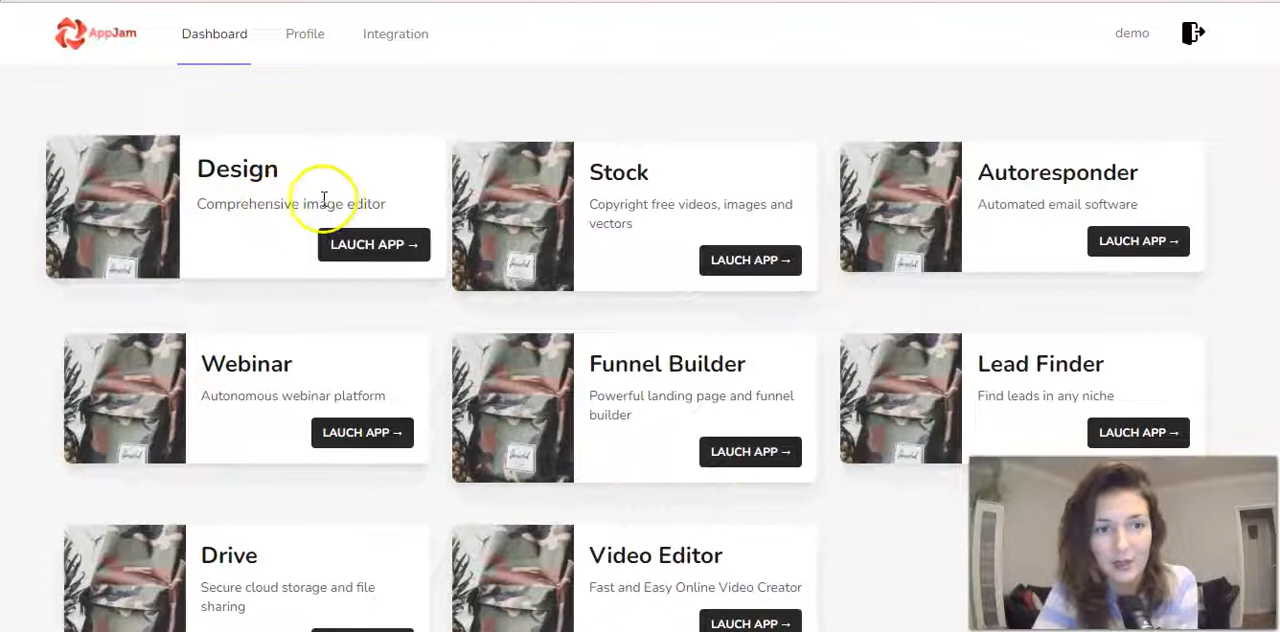 AppJam
Dashboard
Profile
Integration
demo
Design
Comprehensive image editor
LAUCH APP →
Stock
Copyright free videos, images and
vectors
LAUCH APP →
Autoresponder
Automated email software
LAUCH APP →
Webinar
Autonomous webinar platform
LAUCH APP →
Funnel Builder
Powerful landing page and funnel
builder
LAUCH APP →
Lead Finder
Find leads in any niche
LAUCH APP →
Drive
Secure cloud storage and file
sharing
Video Editor
Fast and Easy Online Video Creator
LAUCH APP →